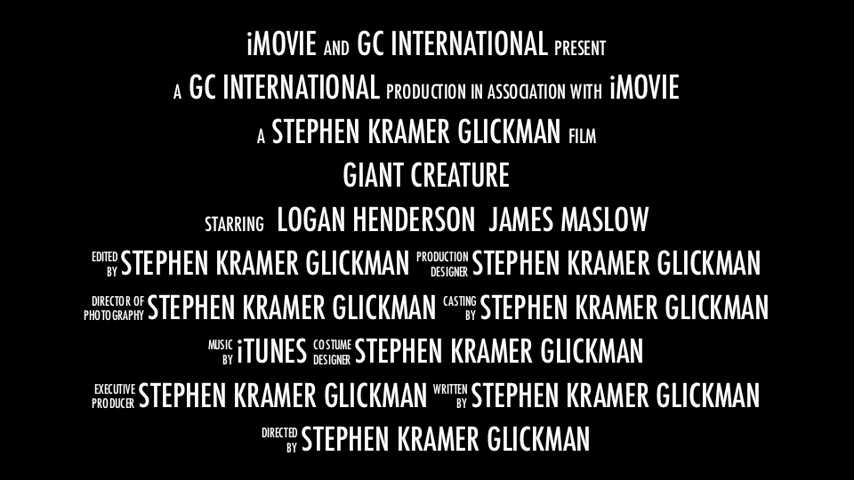 iMOVIE AND GC INTERNATIONAL PRESENT
A GC INTERNATIONAL PRODUCTION IN ASSOCIATION WITH iMOVIE
A STEPHEN KRAMER GLICKMAN FILM
GIANT CREATURE
STARRING LOGAN HENDERSON JAMES MASLOW
EDITED BY STEPHEN KRAMER GLICKMAN PRODUCTION DESIGNER STEPHEN KRAMER GLICKMAN
DIRECTOR OF PHOTOGRAPHY STEPHEN KRAMER GLICKMAN CASTING BY STEPHEN KRAMER GLICKMAN
MUSIC BY iTUNES COSTUME DESIGNER STEPHEN KRAMER GLICKMAN
EXECUTIVE PRODUCER STEPHEN KRAMER GLICKMAN WRITTEN BY STEPHEN KRAMER GLICKMAN
DIRECTED BY STEPHEN KRAMER GLICKMAN